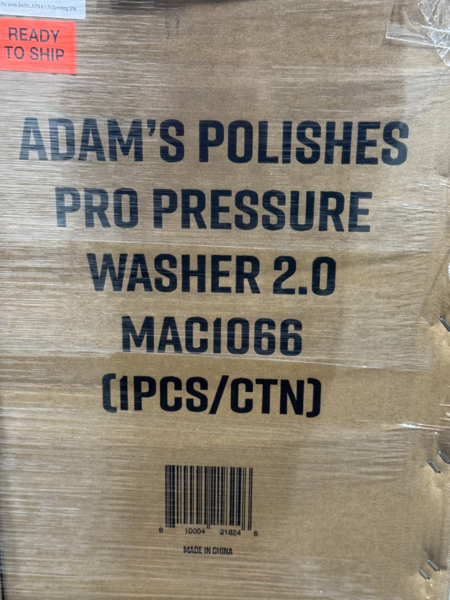 READY
TO SHIP
ADAM'S POLISHES
PRO PRESSURE
WASHER 2.0
MAC1066
(1PCS/CTN)
6 10004 21824 6
MADE IN CHINA